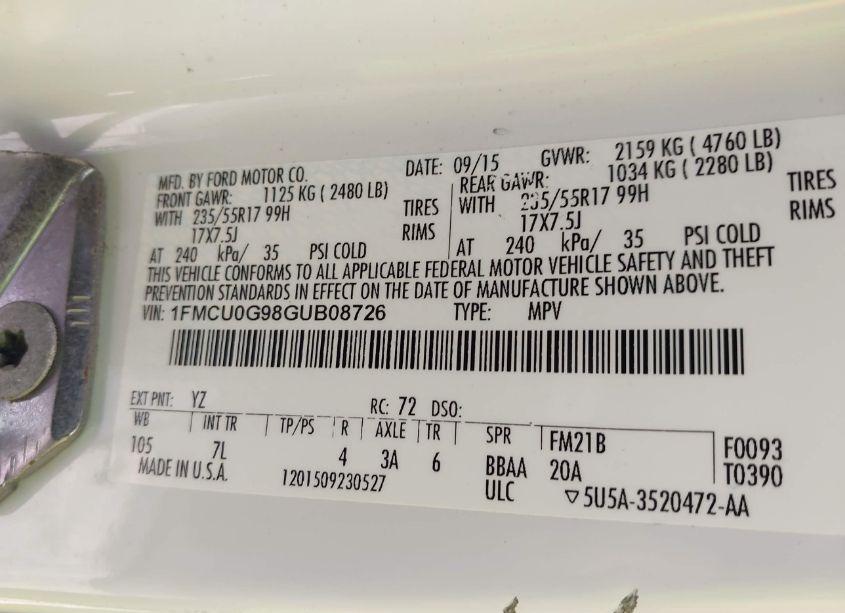 MFD. BY FORD MOTOR CO. DATE: 09/15 GVWR: 2159 KG ( 4760 LB)
FRONT GAWR: 1125 KG ( 2480 LB) REAR GAWR: 1034 KG ( 2280 LB)
WITH 235/55R17 99H TIRES WITH 235/55R17 99H TIRES
17X7.5J RIMS 17X7.5J RIMS
AT 240 kPa/ 35 PSI COLD AT 240 kPa/ 35 PSI COLD
THIS VEHICLE CONFORMS TO ALL APPLICABLE FEDERAL MOTOR VEHICLE SAFETY AND THEFT
PREVENTION STANDARDS IN EFFECT ON THE DATE OF MANUFACTURE SHOWN ABOVE.
VIN: 1FMCU0G98GUB08726 TYPE: MPV
EXT PNT: YZ RC: 72 DSO:
WB INT TR TP/PS R AXLE TR SPR FM21B F0093
105 7L 4 3A 6 BBAA 20A T0390
MADE IN U.S.A. 1201509230527 ULC ▽5U5A-3520472-AA